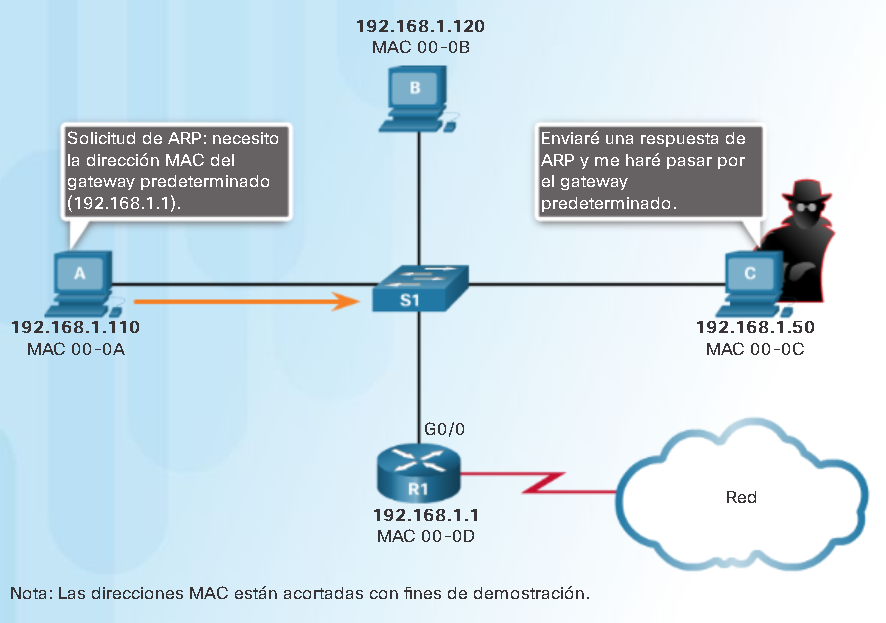 192.168.1.120
MAC 00-0B
B
Solicitud de ARP: necesito
la dirección MAC del
gateway predeterminado
(192.168.1.1).
Enviaré una respuesta de
ARP y me haré pasar por
el gateway
predeterminado.
A
S1
C
192.168.1.110
MAC 00-0A
192.168.1.50
MAC 00-0C
G0/0
R1
192.168.1.1
MAC 00-0D
Red
Nota: Las direcciones MAC están acortadas con fines de demostración.